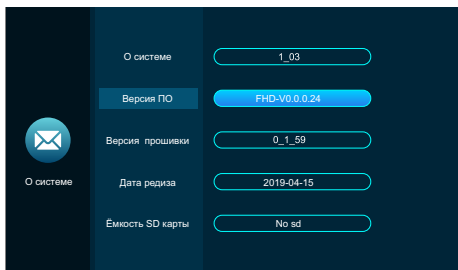 О системе
О системе 1_03
Версия ПО FHD-V0.0.0.24
Версия прошивки 0_1_59
Дата редиза 2019-04-15
Ёмкость SD карты No sd